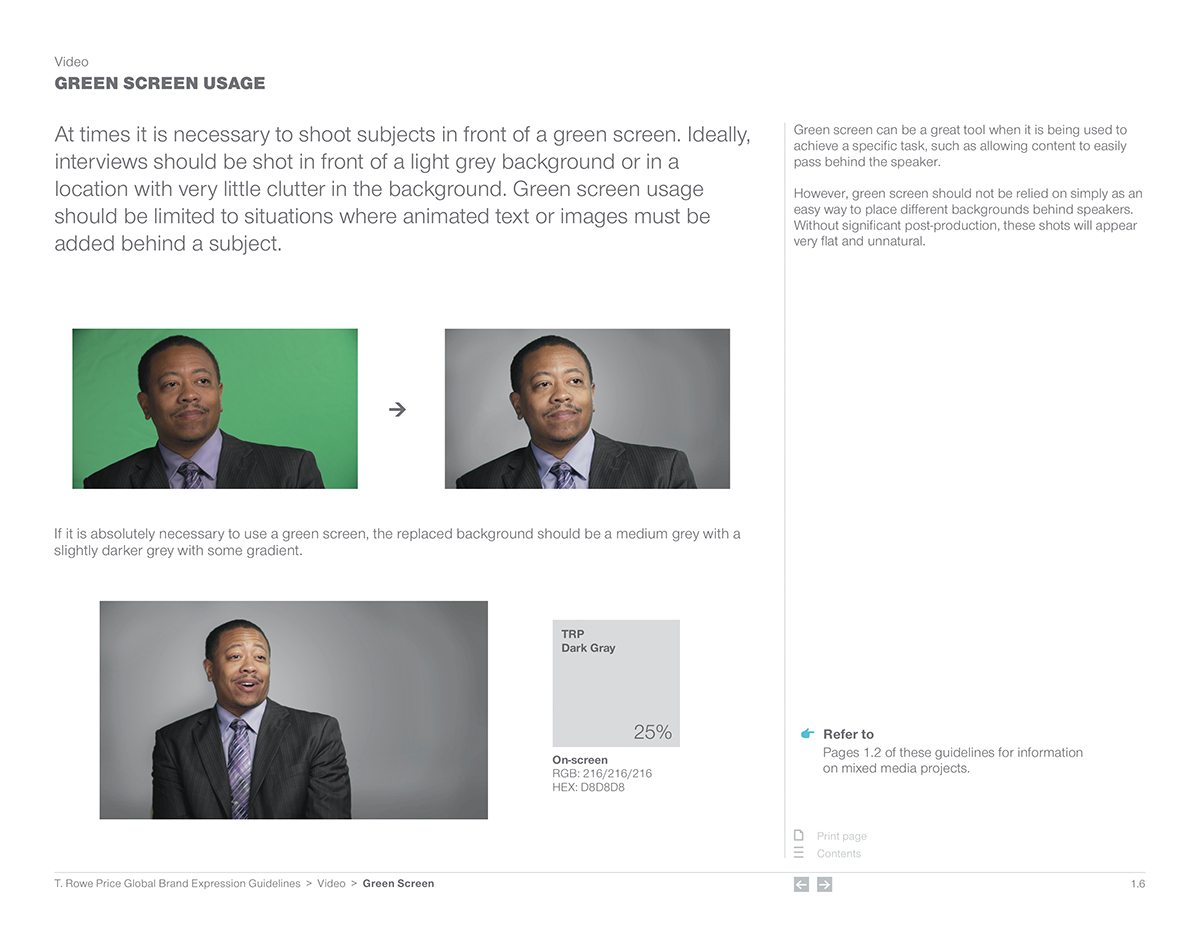 Video
GREEN SCREEN USAGE
At times it is necessary to shoot subjects in front of a green screen. Ideally,
interviews should be shot in front of a light grey background or in a
location with very little clutter in the background. Green screen usage
should be limited to situations where animated text or images must be
added behind a subject.
Green screen can be a great tool when it is being used to
achieve a specific task, such as allowing content to easily
pass behind the speaker.
However, green screen should not be relied on simply as an
easy way to place different backgrounds behind speakers.
Without significant post-production, these shots will appear
very flat and unnatural.
If it is absolutely necessary to use a green screen, the replaced background should be a medium grey with a
slightly darker grey with some gradient.
TRP
Dark Gray
25%
On-screen
RGB: 216/216/216
HEX: D8D8D8
Refer to
Pages 1.2 of these guidelines for information
on mixed media projects.
Print page
Contents
T. Rowe Price Global Brand Expression Guidelines > Video > Green Screen
1.6